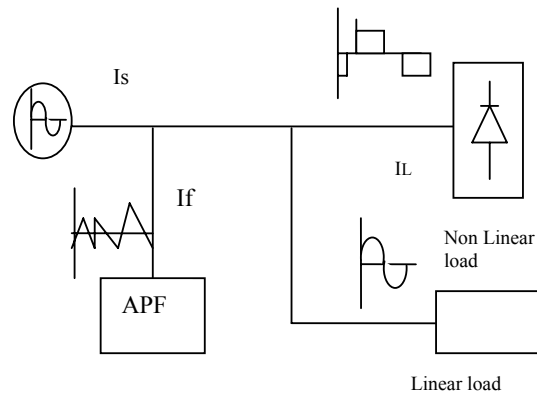 Is
If
IL
APF
Non Linear
load
Linear load